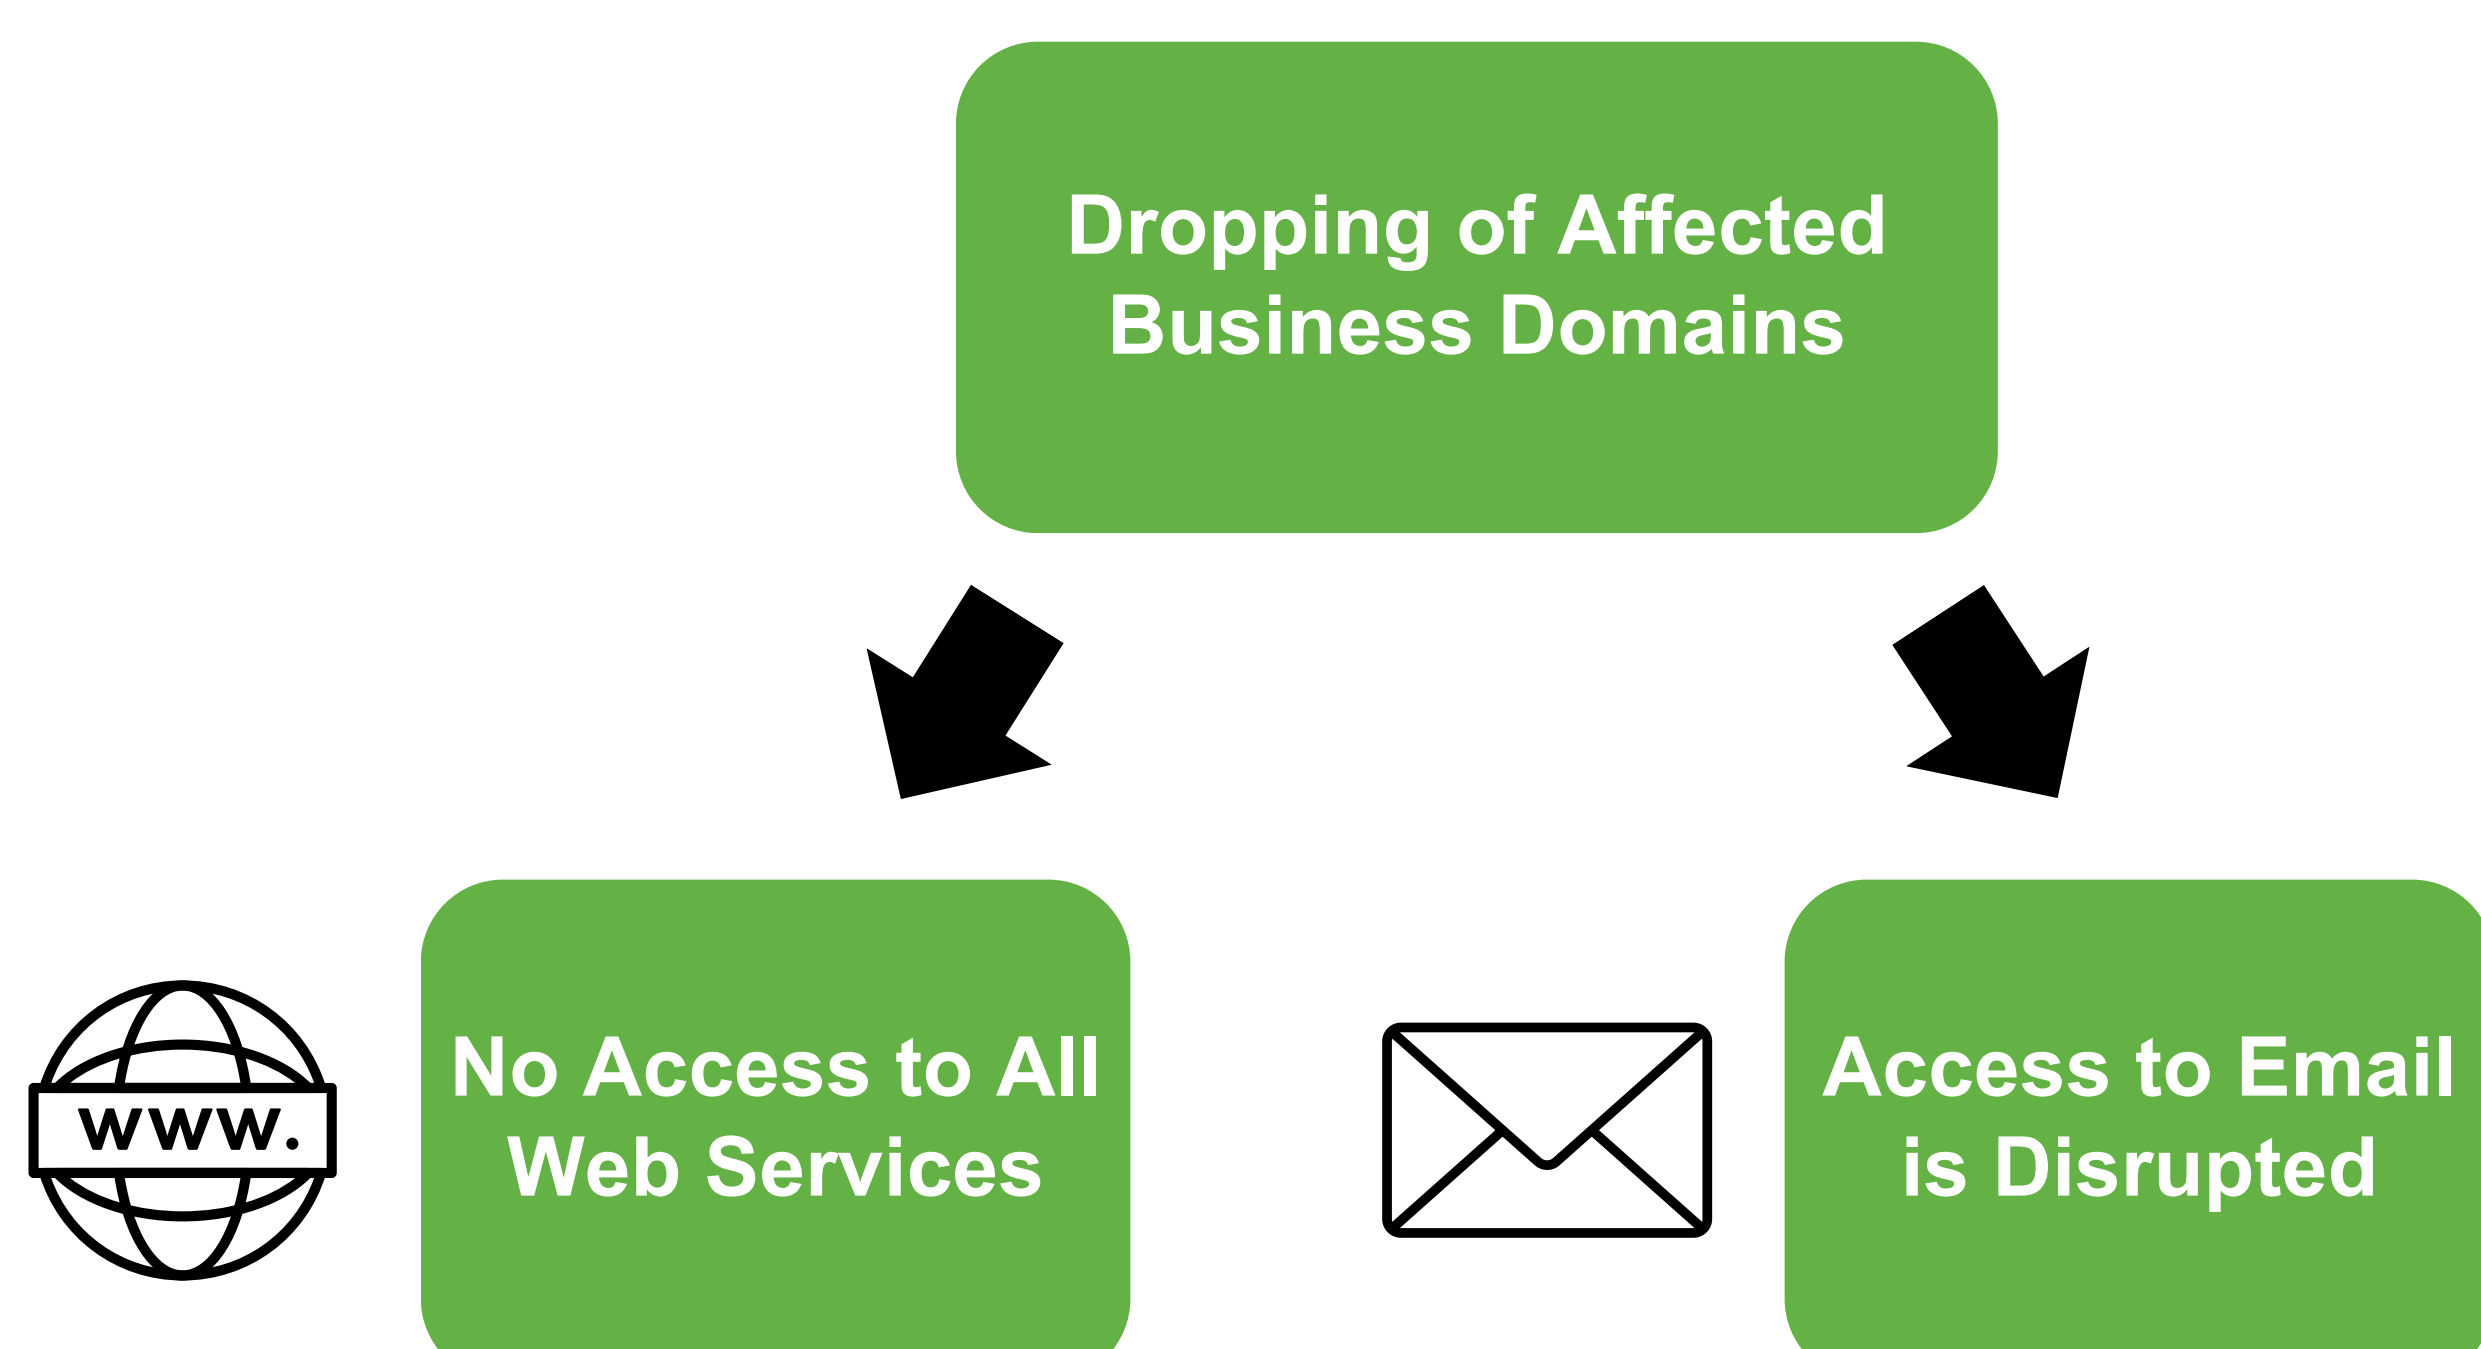 Dropping of Affected
Business Domains
No Access to All
Web Services
www.
Access to Email
is Disrupted